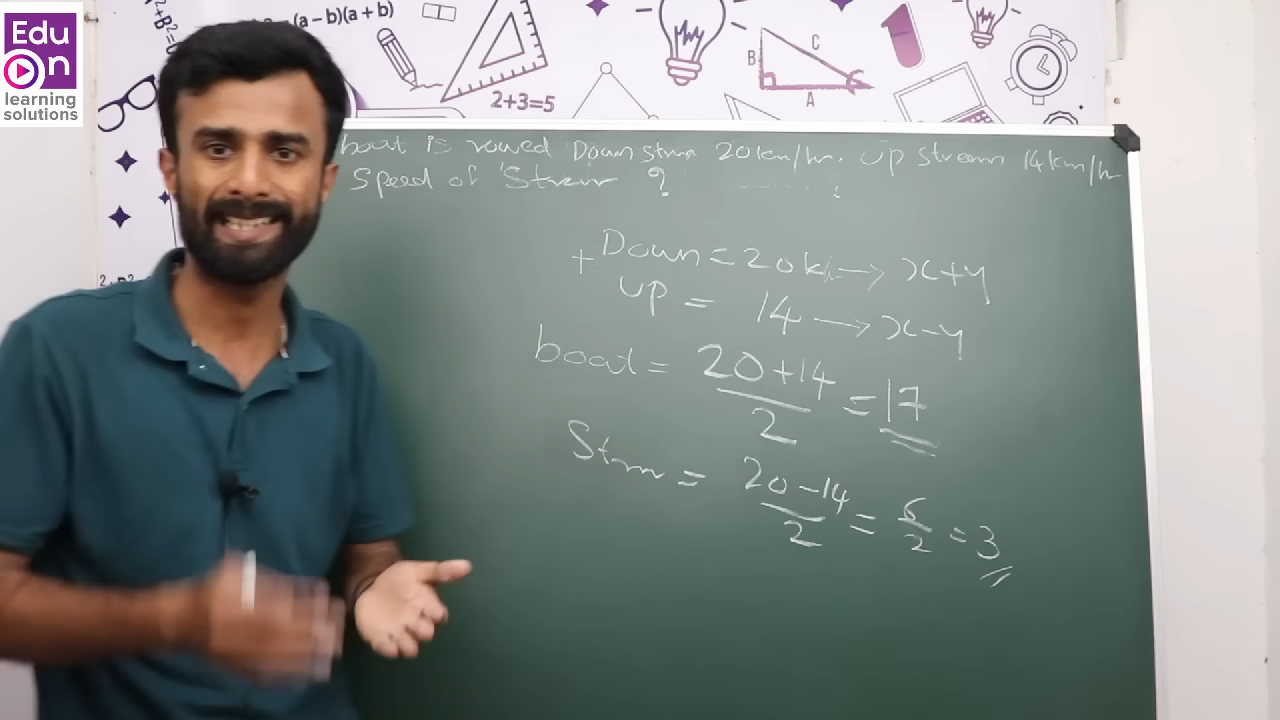 Edu
On
learning
solutions
(a-b)(a+b)
2+3=5
B
C
A
boat is rowed Down strm 20km/hr. Up stream 14km/hr
Speed of Stream ?
?
+ Down = 20k → x+y
up = 14 → x-y
boat = 20+14
2
= 17
Strm = 20-14
2
= 6
2
= 3